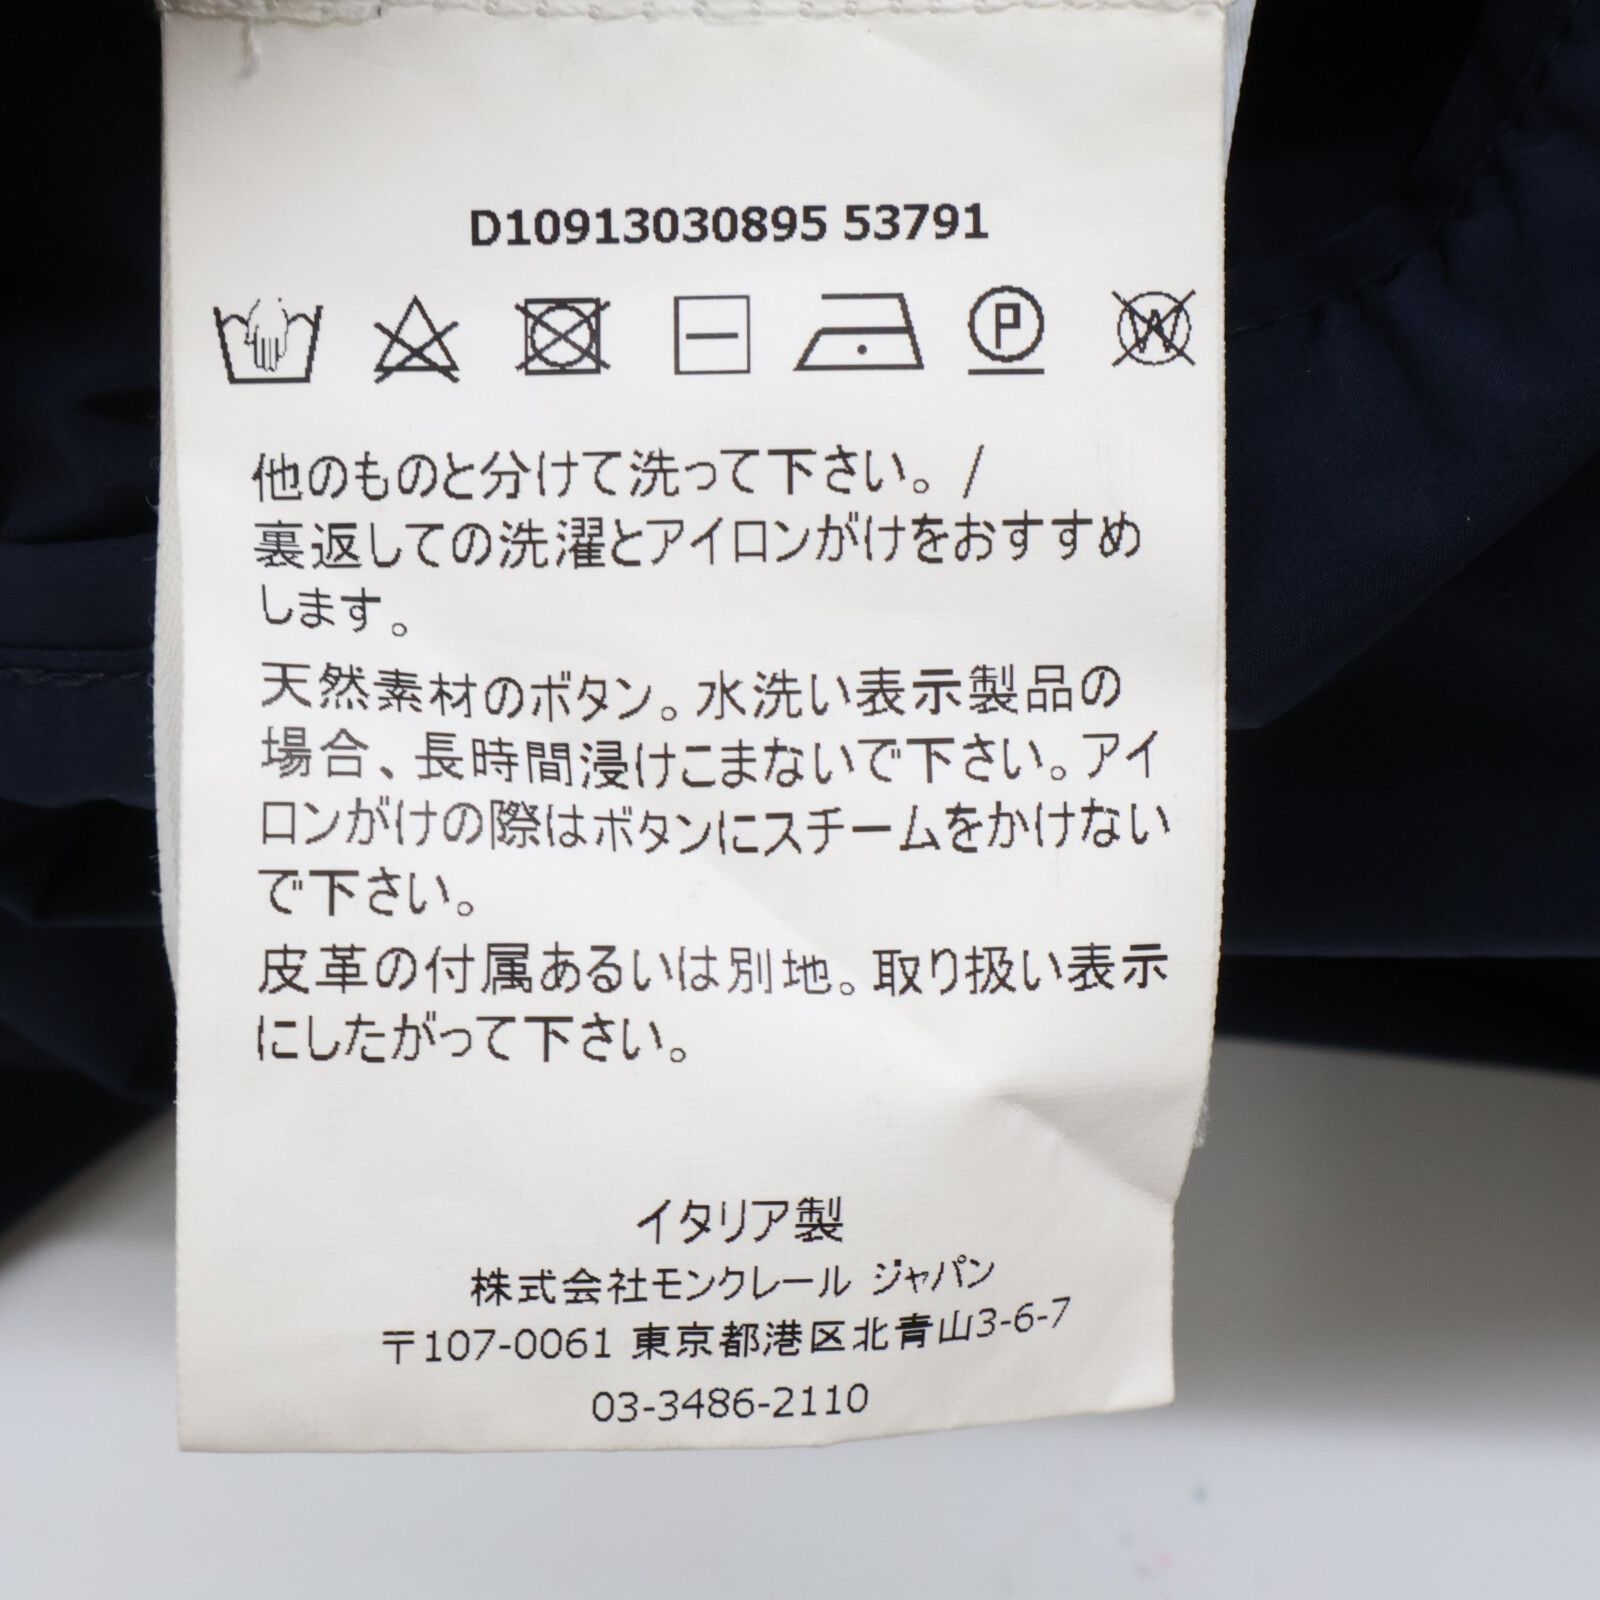 D10913030895 53791
P W
他のものと分けて洗って下さい。/
裏返しての洗濯とアイロンがけをおすすめ
します。
天然素材のボタン。水洗い表示製品の
場合、長時間浸けこまないで下さい。アイ
ロンがけの際はボタンにスチームをかけない
で下さい。
皮革の付属あるいは別地。取り扱い表示
にしたがって下さい。
イタリア製
株式会社モンクレール ジャパン
〒107-0061 東京都港区北青山3-6-7
03-3486-2110